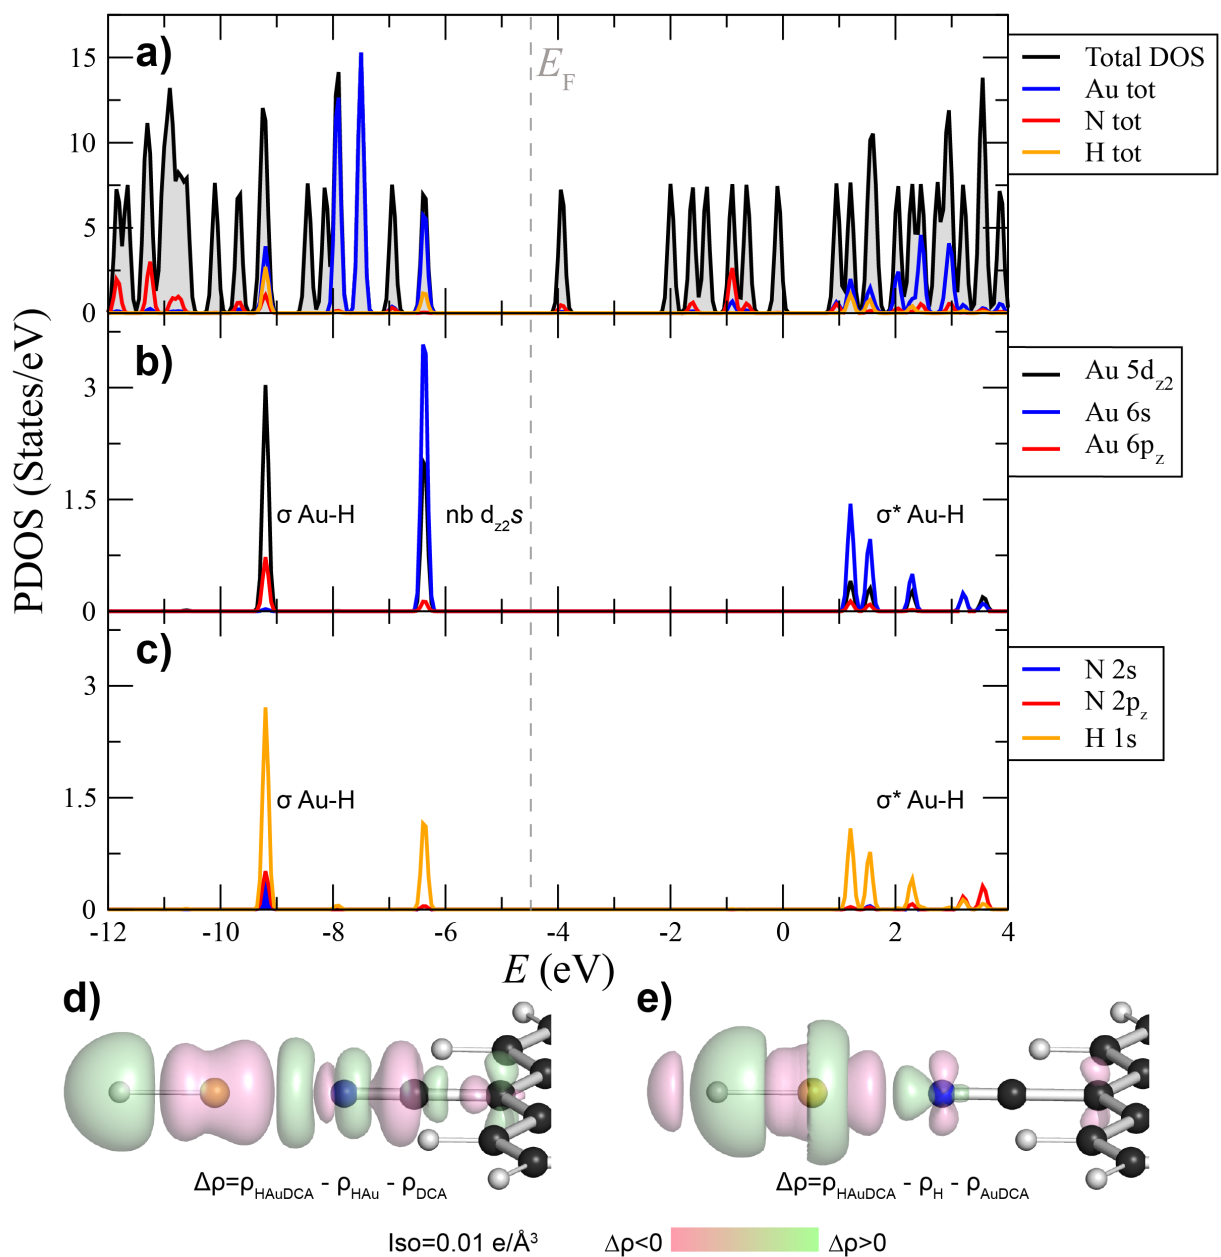 a)
E_F
15
10
5
0
Total DOS
Au tot
N tot
H tot
PDOS (States/eV)
b)
3
1.5
0
σ Au-H
nb d_z2 s
σ* Au-H
Au 5d_z2
Au 6s
Au 6p_z
c)
3
1.5
0
σ Au-H
σ* Au-H
N 2s
N 2p_z
H 1s
-12 -10 -8 -6 -4 -2 0 2 4
E (eV)
d)
e)
Δρ=ρ_HAuDCA - ρ_HAu - ρ_DCA
Δρ=ρ_HAuDCA - ρ_H - ρ_AuDCA
Iso=0.01 e/Å³ Δρ<0 Δρ>0